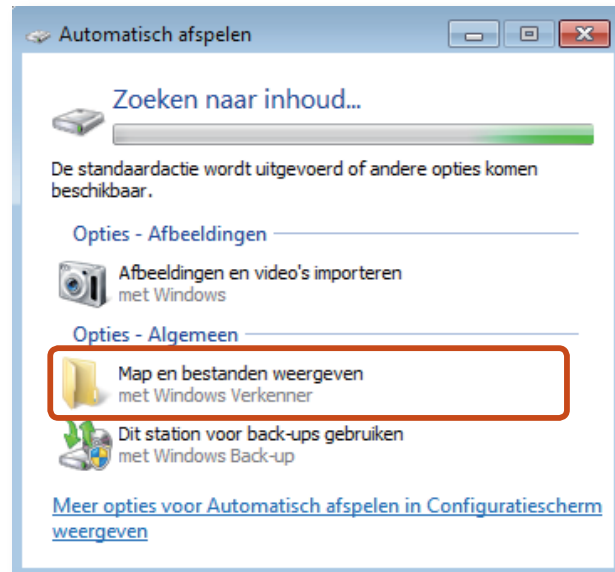 Automatisch afspelen
Zoeken naar inhoud...
De standaardactie wordt uitgevoerd of andere opties komen
beschikbaar.
Opties - Afbeeldingen
Afbeeldingen en video's importeren
met Windows
Opties - Algemeen
Map en bestanden weergeven
met Windows Verkenner
Dit station voor back-ups gebruiken
met Windows Back-up
Meer opties voor Automatisch afspelen in Configuratiescherm
weergeven